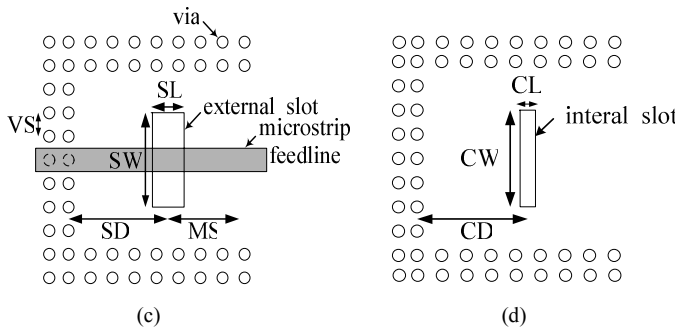 via
SL
external slot
VS
microstrip
feedline
SW
SD
MS
(c)
CL
interal slot
CW
CD
(d)